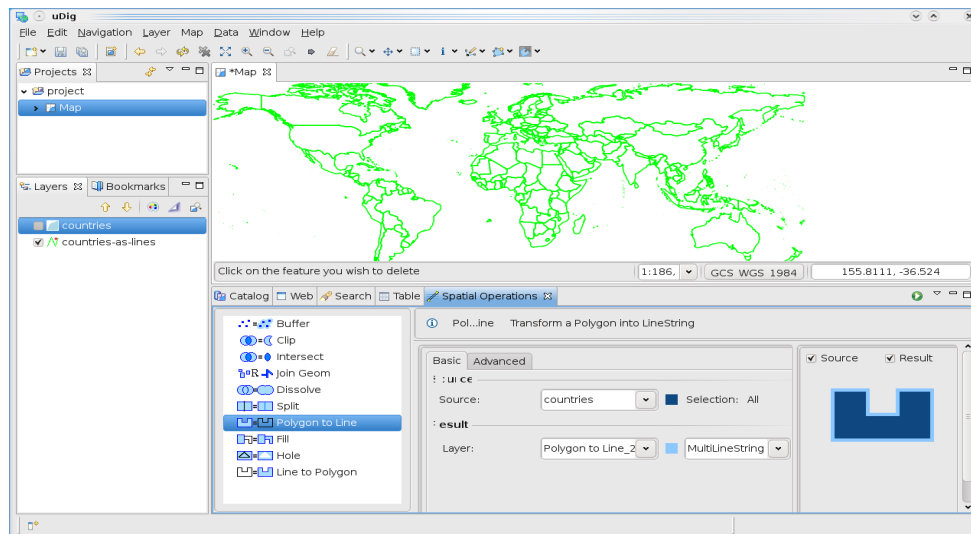 uDig
File Edit Navigation Layer Map Data Window Help
Projects
*Map
project
Map
Layers Bookmarks
countries
countries-as-lines
Click on the feature you wish to delete
1:186, GCS WGS 1984 155.8111, -36.524
Catalog Web Search Table Spatial Operations
Buffer
Clip
Intersect
Join Geom
Dissolve
Split
Polygon to Line
Fill
Hole
Line to Polygon
Pol...ine Transform a Polygon into LineString
Basic Advanced
Source: countries Selection: All
Layer: Polygon to Line_2 MultiLineString
Source Result